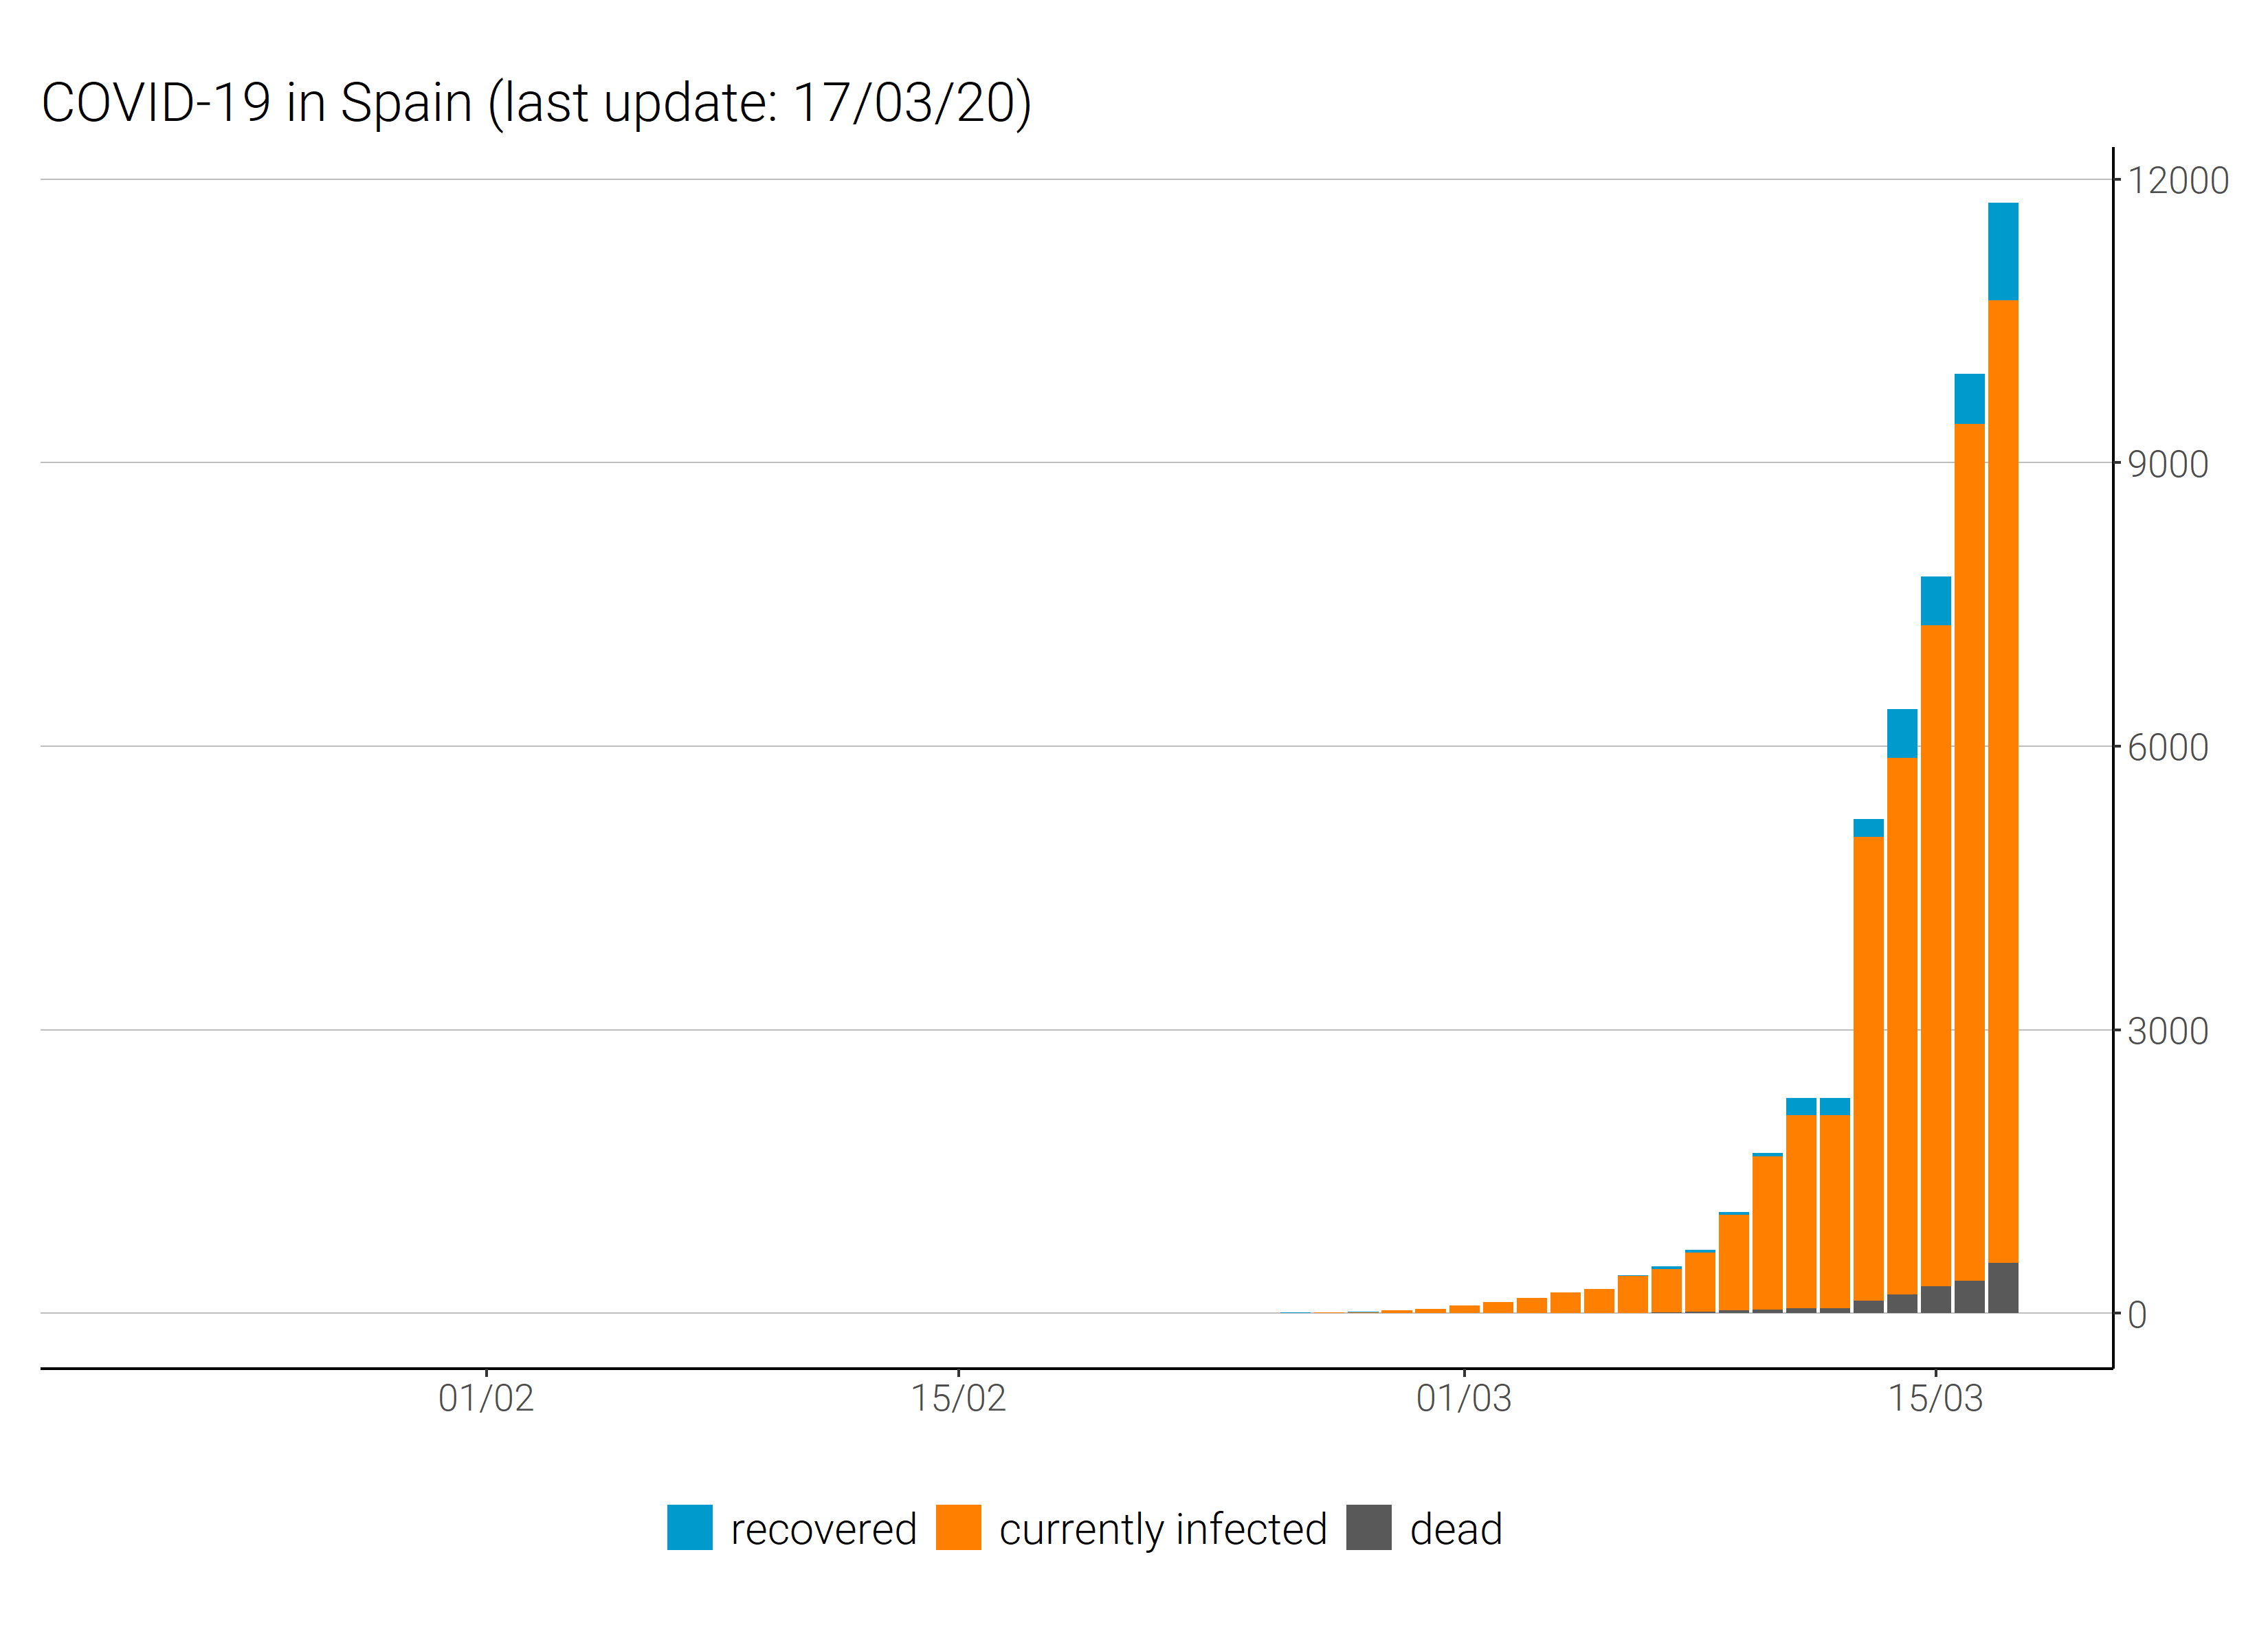 COVID-19 in Spain (last update: 17/03/20)
12000
9000
6000
3000
0
01/02 15/02 01/03 15/03
recovered currently infected dead